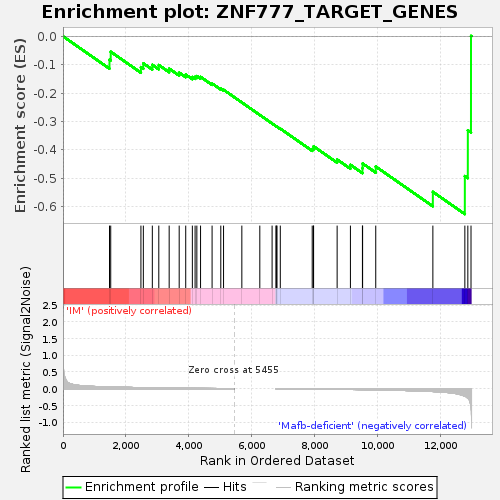 Enrichment plot: ZNF777_TARGET_GENES
Enrichment score (ES)
0.0
-0.1
-0.2
-0.3
-0.4
-0.5
-0.6
'IM' (positively correlated)
Ranked list metric (Signal2Noise)
2.5
2.0
1.5
1.0
0.5
0.0
-0.5
-1.0
Zero cross at 5455
'Mafb-deficient' (negatively correlated)
0
2,000
4,000
6,000
8,000
10,000
12,000
Rank in Ordered Dataset
Enrichment profile
Hits
Ranking metric scores